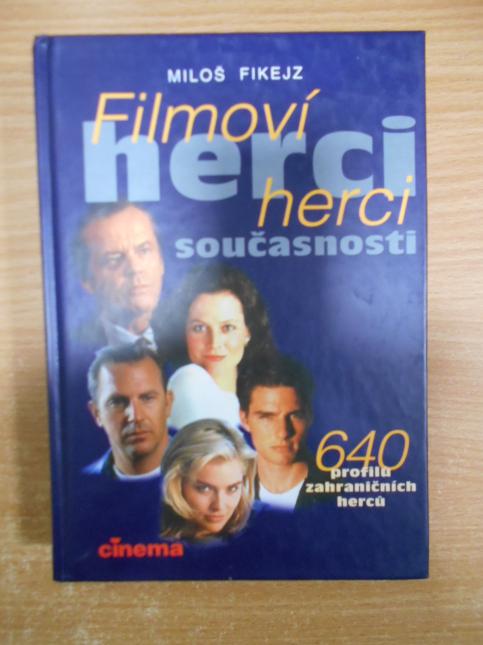 MILOŠ FIKEJZ
Filmoví
herci
herci
současnosti
640
profilů
zahraničních
herců
cinema